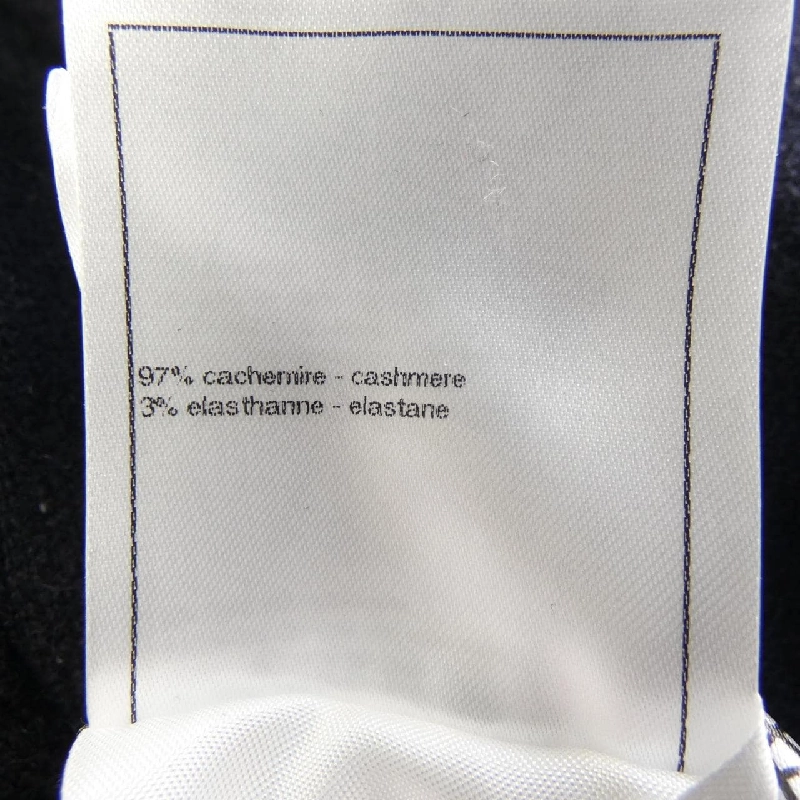 97% cachemire - cashmere
3% elasthanne - elastane